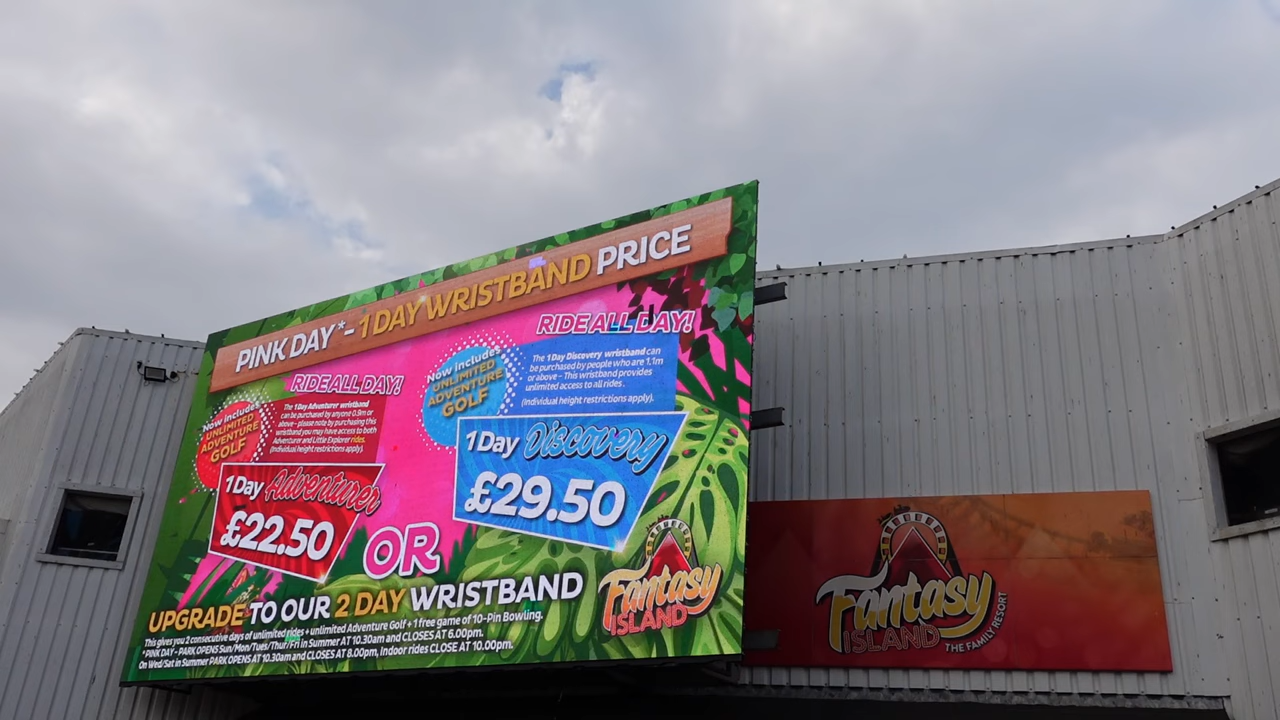 PINK DAY*- 1 DAY WRISTBAND PRICE
RIDE ALL DAY!
Now includes
UNLIMITED
ADVENTURE
GOLF
The 1Day Adventurer wristband
can be purchased by anyone 0.9m or
above - please note by purchasing this
wristband you may have access to both
Adventurer and Little Explorer rides.
(Individual height restrictions apply).
1 Day Adventurer
£22.50
OR
RIDE ALL DAY!
Now includes
UNLIMITED
ADVENTURE
GOLF
The 1Day Discovery wristband can
be purchased by people who are 1.1m
or above - This wristband provides
unlimited access to all rides.
(Individual height restrictions apply).
1 Day Discovery
£29.50
UPGRADE TO OUR 2 DAY WRISTBAND
This gives you 2 consecutive days of unlimited rides + unlimited Adventure Golf + 1 free game of 10-Pin Bowling.
*PINK DAY - PARK OPENS Sun/Mon/Tues/Thur/Fri in Summer AT 10.30am and CLOSES AT 6.00pm.
On Wed/Sat in Summer PARK OPENS AT 10.30am and CLOSES AT 8.00pm, Indoor rides CLOSE AT 10.00pm.
Fantasy
ISLAND
Fantasy
ISLAND
THE FAMILY RESORT